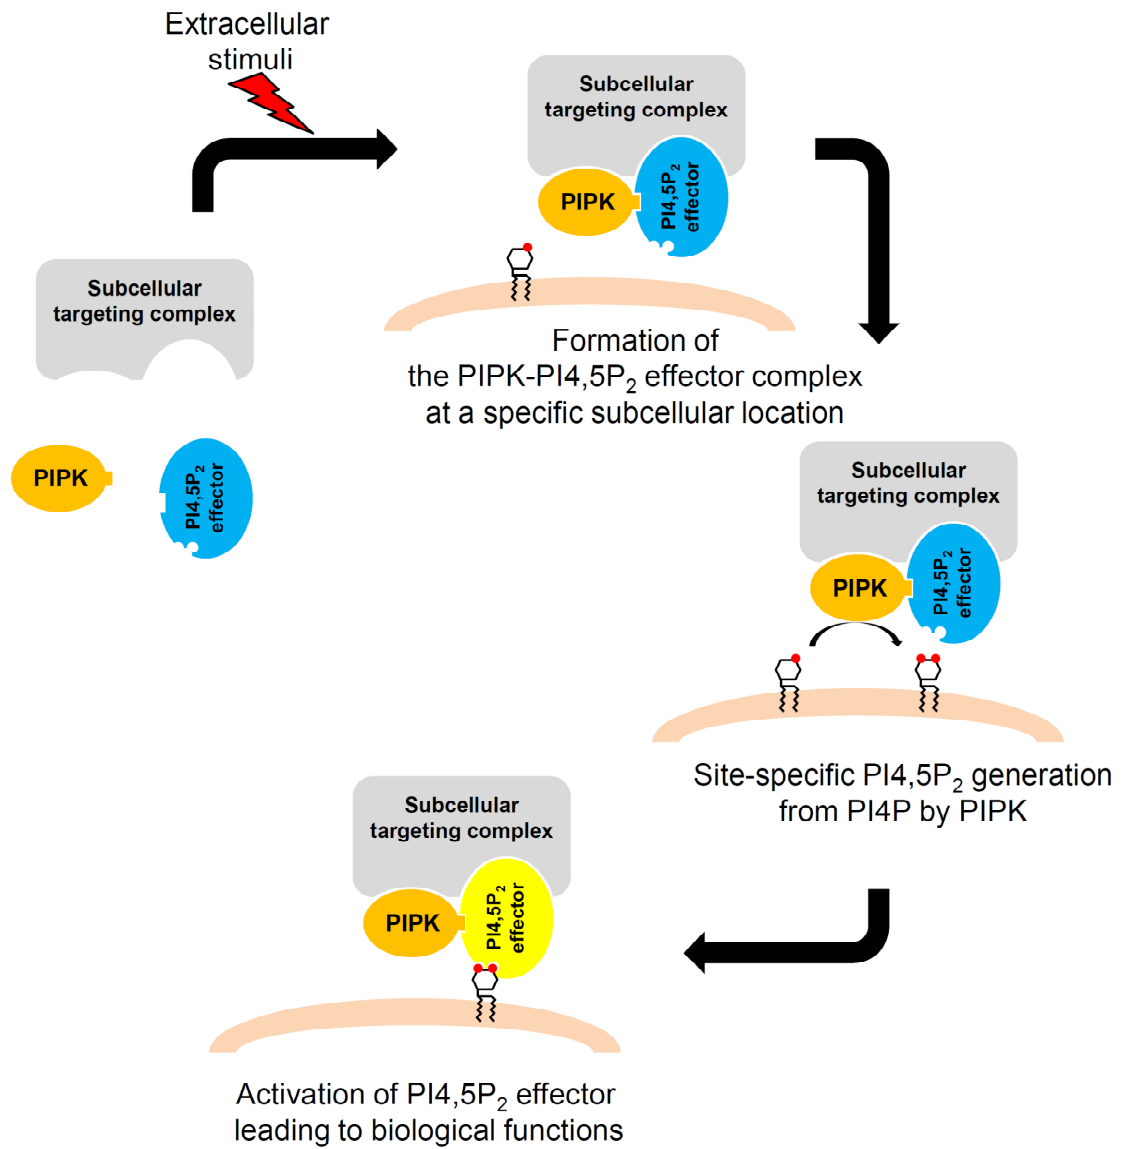 Extracellular
stimuli
Subcellular
targeting complex
PIPK
PI4,5P₂
effector
Subcellular
targeting complex
PIPK
PI4,5P₂
effector
Formation of
the PIPK-PI4,5P₂ effector complex
at a specific subcellular location
Subcellular
targeting complex
PIPK
PI4,5P₂
effector
Site-specific PI4,5P₂ generation
from PI4P by PIPK
Subcellular
targeting complex
PIPK
PI4,5P₂
effector
Activation of PI4,5P₂ effector
leading to biological functions